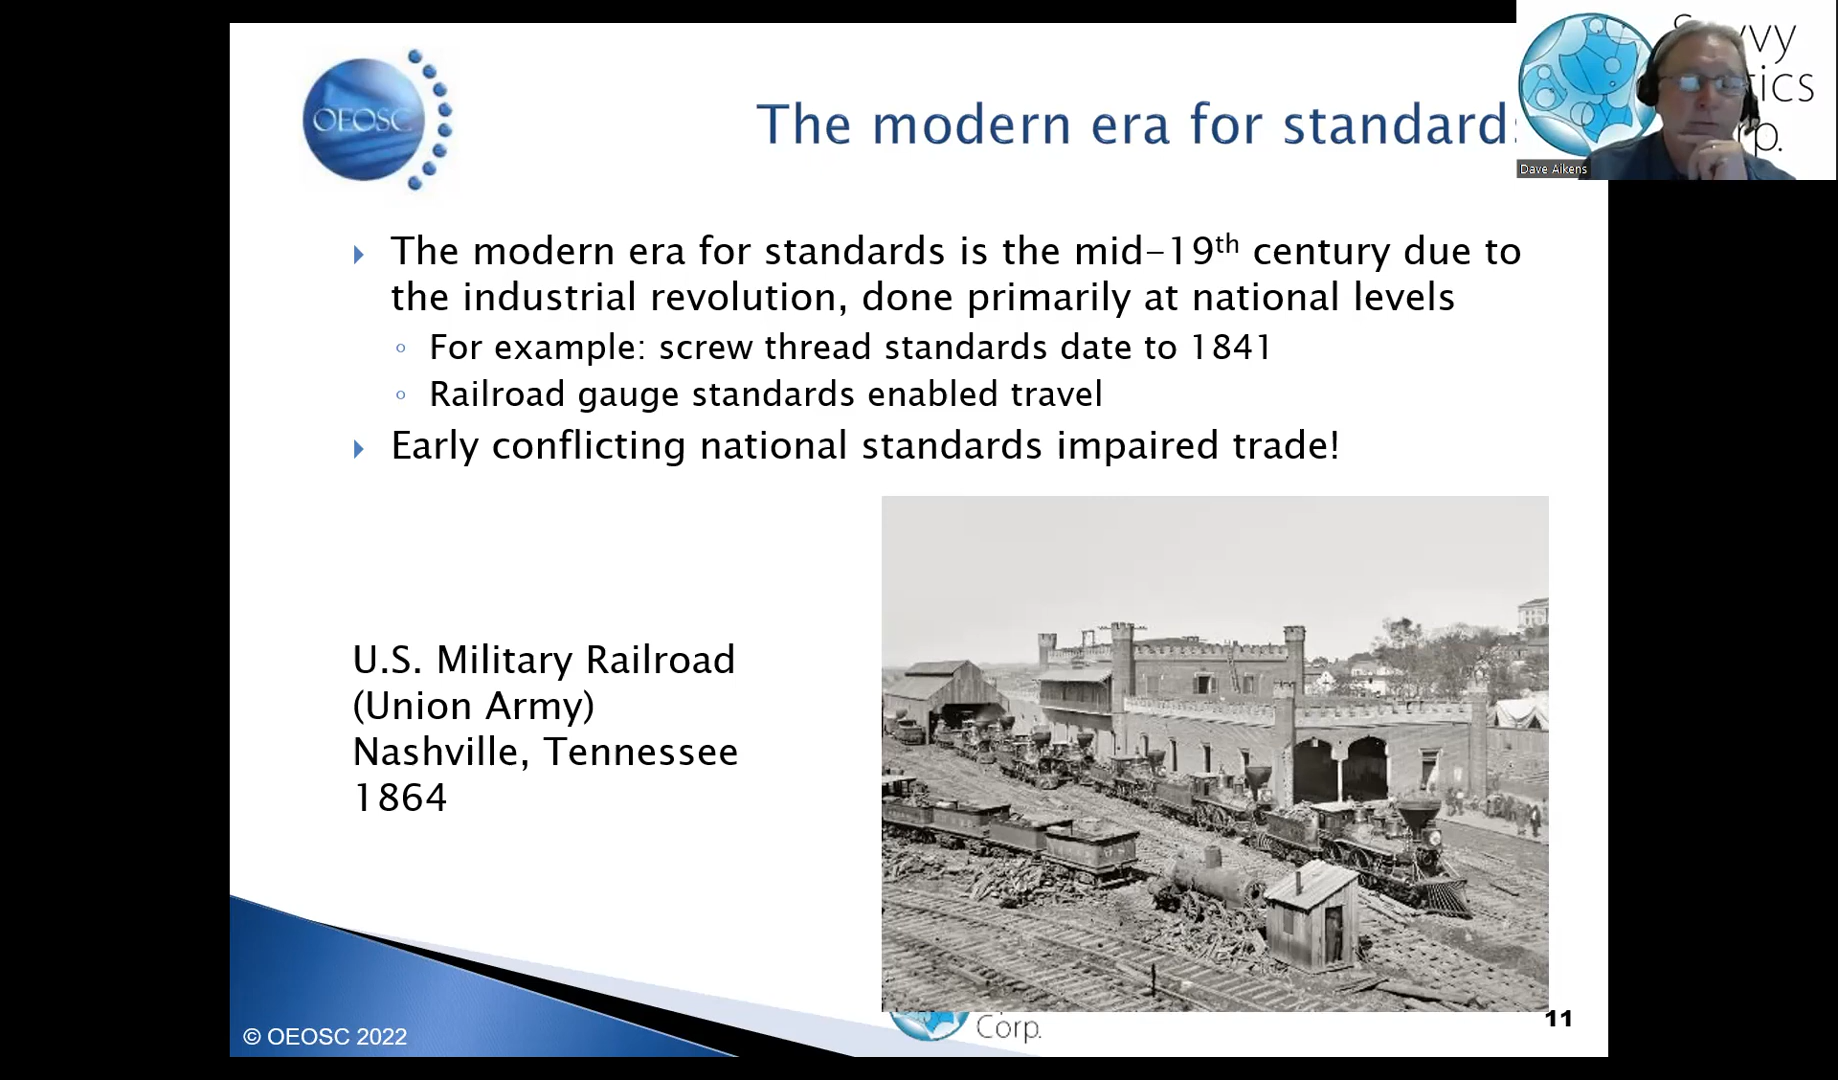 OEOSC
The modern era for standard
Dave Aikens
The modern era for standards is the mid-19th century due to
the industrial revolution, done primarily at national levels
For example: screw thread standards date to 1841
Railroad gauge standards enabled travel
Early conflicting national standards impaired trade!
U.S. Military Railroad
(Union Army)
Nashville, Tennessee
1864
© OEOSC 2022
Corp.
11